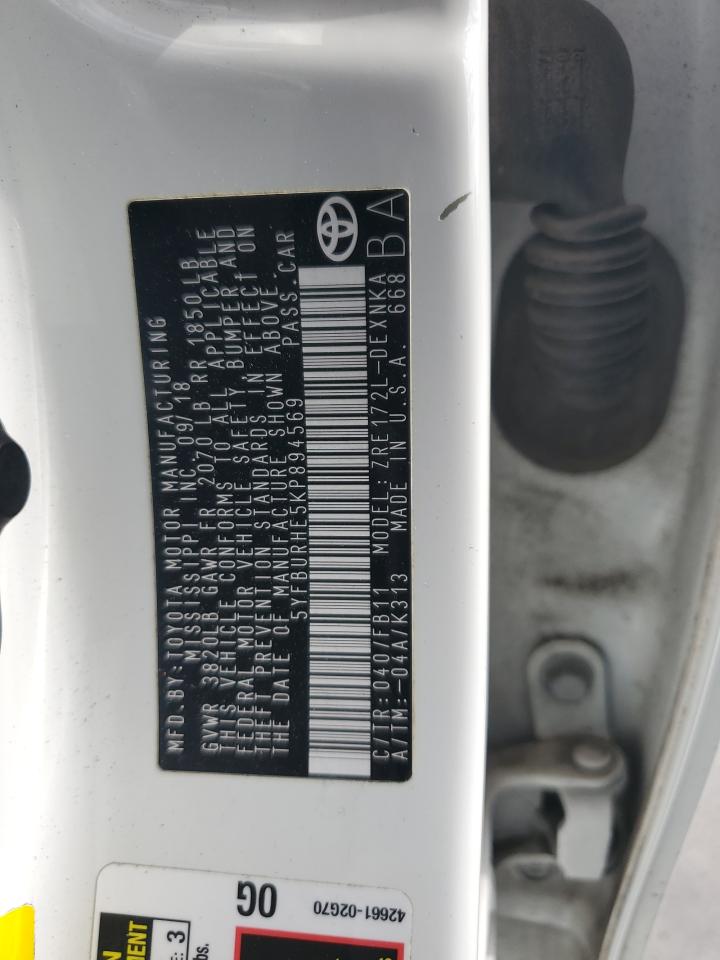 MFD.BY:TOYOTA MOTOR MANUFACTURING
MISSISSIPPI INC.09/18
GVWR 3820LB GAWR FR 2070 LB RR 1850LB
THIS VEHICLE CONFORMS TO ALL APPLICABLE
FEDERAL MOTOR VEHICLE SAFETY, BUMPER AND
THEFT PREVENTION STANDARDS IN EFFECT ON
THE DATE OF MANUFACTURE SHOWN ABOVE.
5YFBURHE5KP894569 PASS.CAR
C/TR:040/FB11 MODEL:ZRE172L-DEXNKA
A/TM:-04A/K313 MADE IN U.S.A. 668
BA
0G
42661-02G70
3